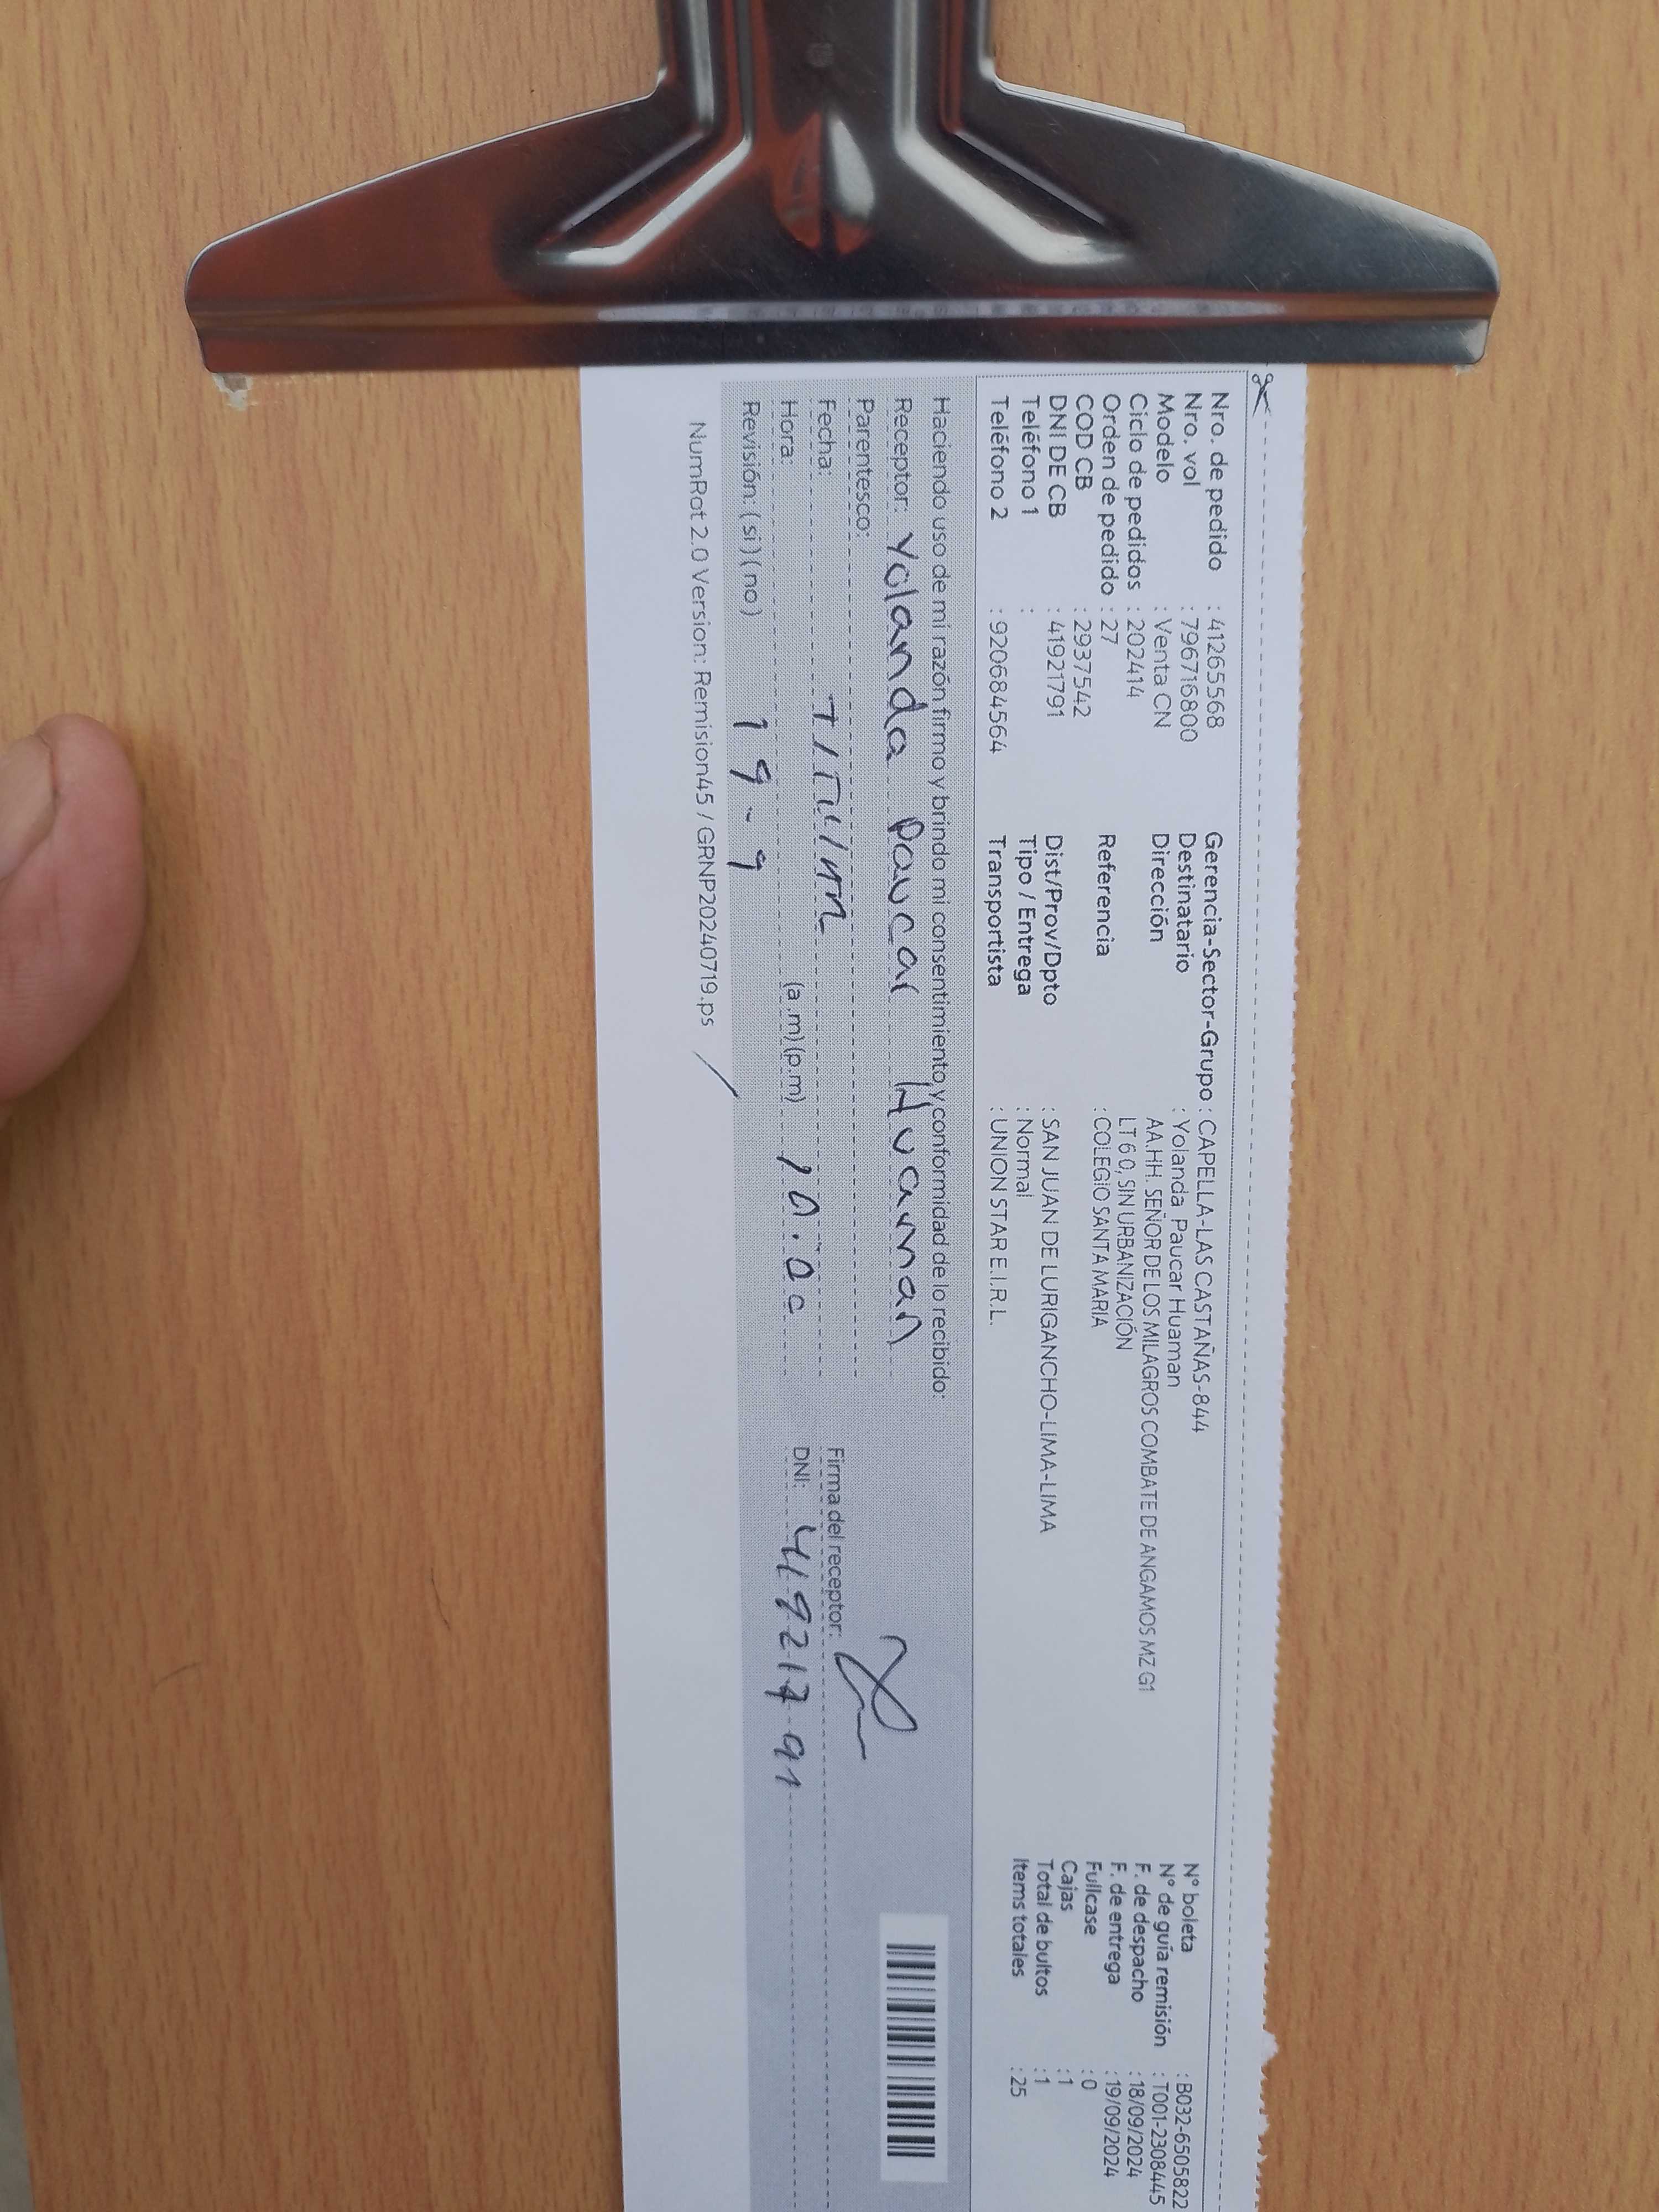 Nro. de pedido : 41265568
Nro. vol : 796716800
Modelo : Venta CN
Ciclo de pedidos : 202414
Orden de pedido : 27
COD CB : 2937542
DNI DE CB : 41921791
Teléfono 1 :
Teléfono 2 : 920684564
Gerencia-Sector-Grupo : CAPELLA-LAS CASTAÑAS-844
Destinatario : Yolanda Paucar Huaman
Dirección AA.HH. SEÑOR DE LOS MILAGROS COMBATE DE ANGAMOS MZ G1
LT 6 0, SIN URBANIZACIÓN
Referencia : COLEGIO SANTA MARIA
Dist/Prov/Dpto : SAN JUAN DE LURIGANCHO-LIMA-LIMA
Tipo / Entrega : Normal
Transportista : UNION STAR E.I.R.L.
N° boleta : B032-6505822
N° de guía remisión : T001-2308445
F. de despacho : 18/09/2024
F. de entrega : 19/09/2024
Fullcase : 0
Cajas : 1
Total de bultos : 1
Items totales : 25
Haciendo uso de mi razón firmo y brindo mi consentimiento y conformidad de lo recibido:
Receptor: Yolanda Paucar Huaman
Parentesco:
Fecha:
Hora: (a.m) (p.m)
Revisión: ( si ) ( no ) 19-9
Firma del receptor:
DNI: 41921791
NumRot 2.0 Version: Remision45 / GRNP20240719.ps